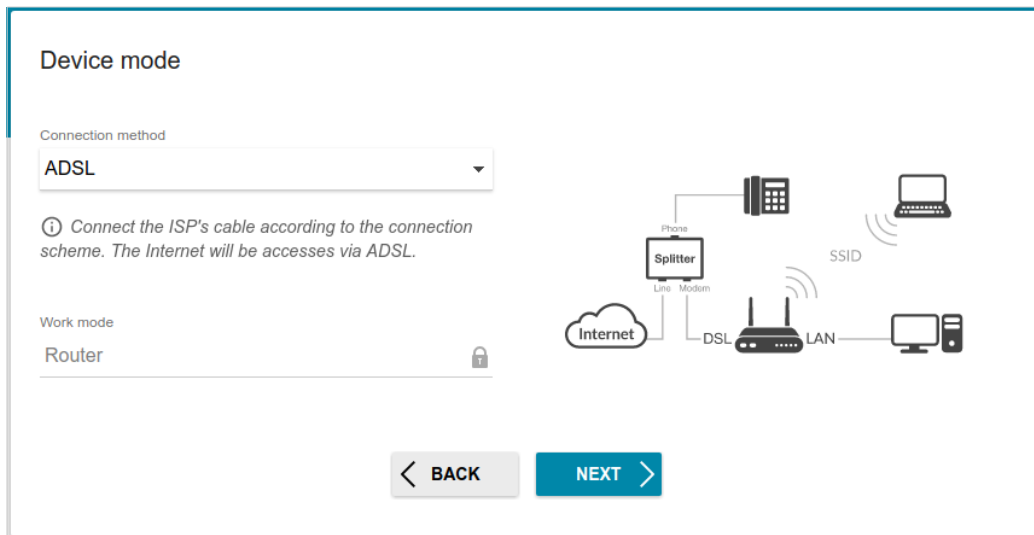 Device mode
Connection method
ADSL
Connect the ISP's cable according to the connection
scheme. The Internet will be accesses via ADSL.
Work mode
Router
Phone
Splitter
Line Modem
Internet
DSL
LAN
SSID
BACK
NEXT